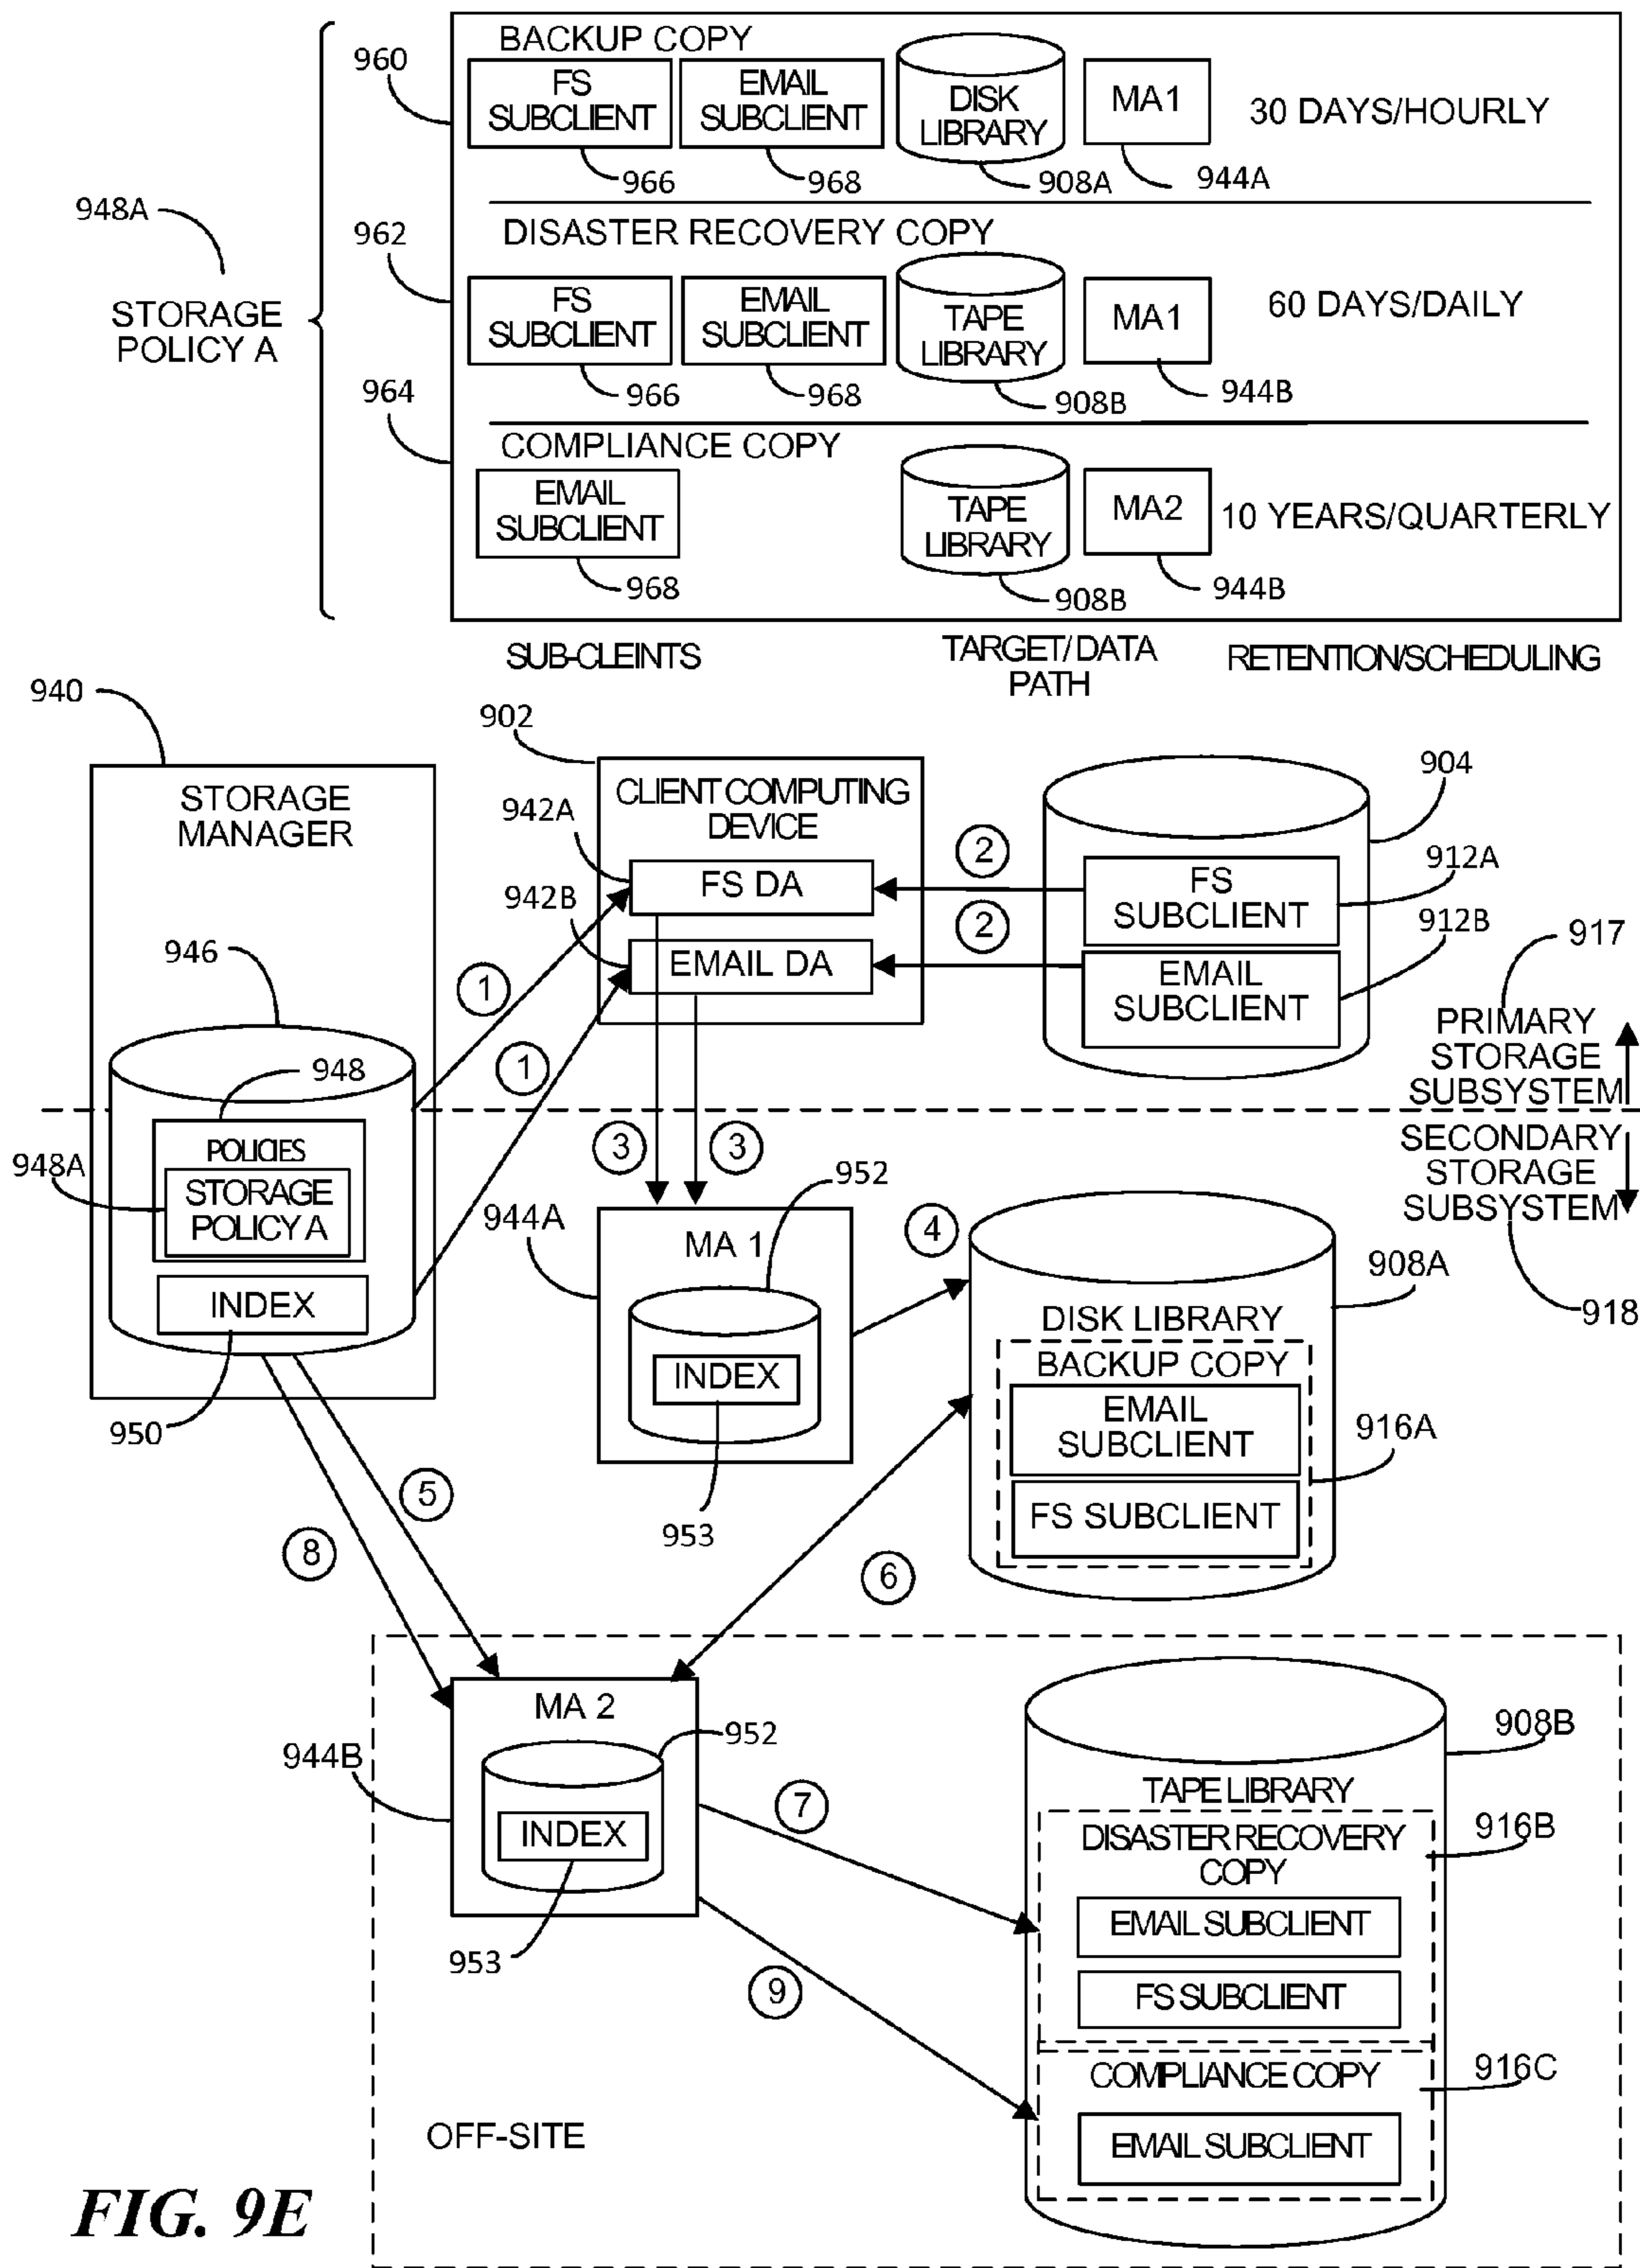 BACKUP COPY
960
FS
SUBCLIENT
EMAIL
SUBCLIENT
DISK
LIBRARY
MA1
30 DAYS/HOURLY
966
968
908A
944A
948A
STORAGE
POLICY A
962
DISASTER RECOVERY COPY
FS
SUBCLIENT
EMAIL
SUBCLIENT
TAPE
LIBRARY
MA1
60 DAYS/DAILY
966
968
908B
944B
964
COMPLIANCE COPY
EMAIL
SUBCLIENT
TAPE
LIBRARY
MA2
10 YEARS/QUARTERLY
968
908B
944B
SUB-CLEINTS
TARGET/DATA
PATH
RETENTION/SCHEDULING
940
STORAGE
MANAGER
902
CLIENT COMPUTING
DEVICE
942A
FS DA
942B
EMAIL DA
2
2
904
FS
SUBCLIENT
912A
EMAIL
SUBCLIENT
912B
917
PRIMARY
STORAGE
SUBSYSTEM
946
1
1
948
POLICIES
948A
STORAGE
POLICY A
INDEX
950
3
3
SECONDARY
STORAGE
SUBSYSTEM
918
944A
MA 1
952
INDEX
953
4
908A
DISK LIBRARY
BACKUP COPY
EMAIL
SUBCLIENT
FS SUBCLIENT
916A
5
8
6
MA 2
944B
952
INDEX
953
7
9
908B
TAPE LIBRARY
DISASTER RECOVERY
COPY
916B
EMAIL SUBCLIENT
FS SUBCLIENT
COMPLIANCE COPY
916C
EMAIL SUBCLIENT
OFF-SITE
FIG. 9E